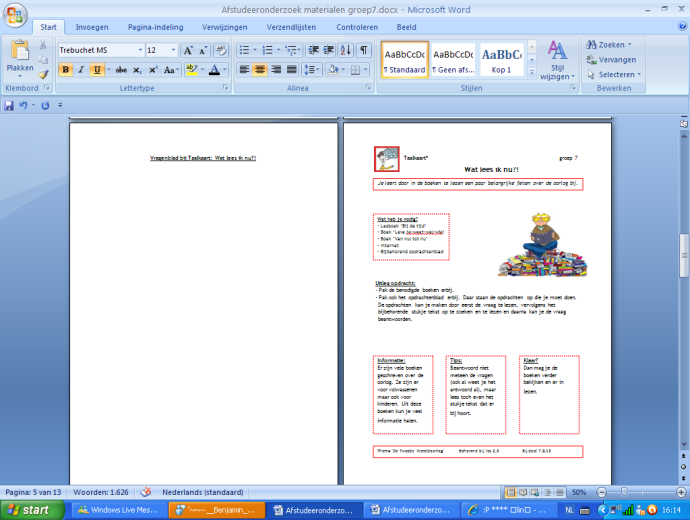 Afstudeeronderzoek materialen groep7.docx - Microsoft Word
Start Invoegen Pagina-indeling Verwijzingen Verzendlijsten Controleren Beeld
Trebuchet MS 12
Plakken
AaBbCcDc AaBbCcDc AaBbC
¶ Standaard ¶ Geen afs... Kop 1
Stijl wijzigen
Zoeken
Vervangen
Selecteren
Klembord Lettertype Alinea Stijlen Bewerken
Vragenblad bij Taalkaart: Wat lees ik nu?!
Taalkaart* groep 7
Wat lees ik nu?!
Je leert door in de boeken te lezen een paar belangrijke feiten over de oorlog bij.
Wat heb je nodig?
- Lesboek "Bij de tijd"
- Boek "Leve
- Boek "Van nul tot nu"
- Internet
- Bijbehorend opdrachtenblad
Uitleg opdracht:
- Pak de benodigde boeken erbij.
- Pak ook het opdrachtenblad erbij. Daar staan de opdrachten op die je moet doen.
De opdrachten kan je maken door eerst de vraag te lezen, vervolgens het
bijbehorende stukje tekst op te zoeken en te lezen en daarna kan je de vraag
beantwoorden.
Informatie:
Er zijn vele boeken
geschreven over de
oorlog. Ze zijn er
voor volwassenen
maar ook voor
kinderen. Uit deze
boeken kun je veel
informatie halen.
Tips:
Beantwoord niet
meteen de vragen
(ook al weet je het
antwoord al), maar
lees toch even het
stukje tekst dat er
bij hoort.
Klaar?
Dan mag je de
boeken verder
bekijken en er in
lezen.
Thema 'De Tweede Wereldoorlog' Behorend bij les
Pagina: 5 van 13 Woorden: 1.626 Nederlands (standaard) 50%
start Windows Live Mes... Afstudeeronderzo... Afstudeeronderzo... NL 16:14